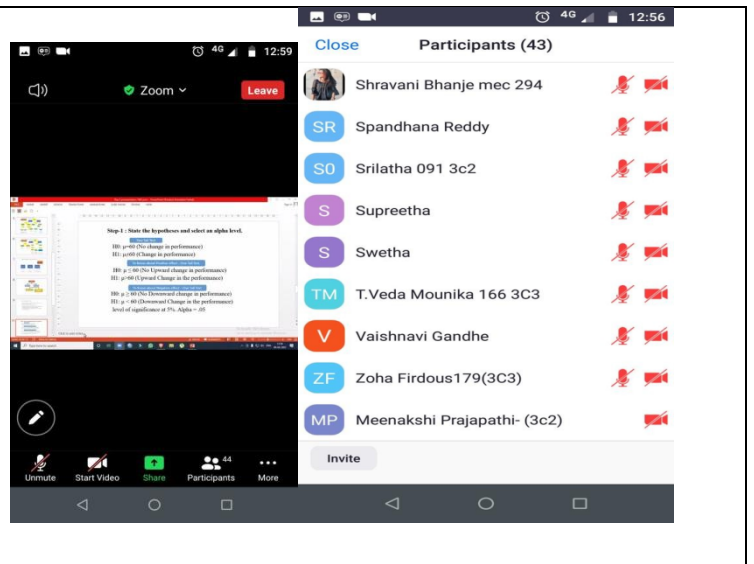 4G 12:59
Zoom
Leave
Step-1 : State the hypotheses and select an alpha level.
H0: μ=60 (No change in performance)
H1: μ≠60 (Change in performance)
H0: μ ≤ 60 (No Upward change in performance)
H1: μ>60 (Upward Change in the performance)
H0: μ ≥ 60 (No Downward change in performance)
H1: μ < 60 (Downward Change in the performance)
level of significance at 5%. Alpha = .05
44
Unmute
Start Video
Share
Participants
More
4G 12:56
Close Participants (43)
Shravani Bhanje mec 294
SR Spandhana Reddy
S0 Srilatha 091 3c2
S Supreetha
S Swetha
TM T.Veda Mounika 166 3C3
V Vaishnavi Gandhe
ZF Zoha Firdous179(3C3)
MP Meenakshi Prajapathi- (3c2)
Invite